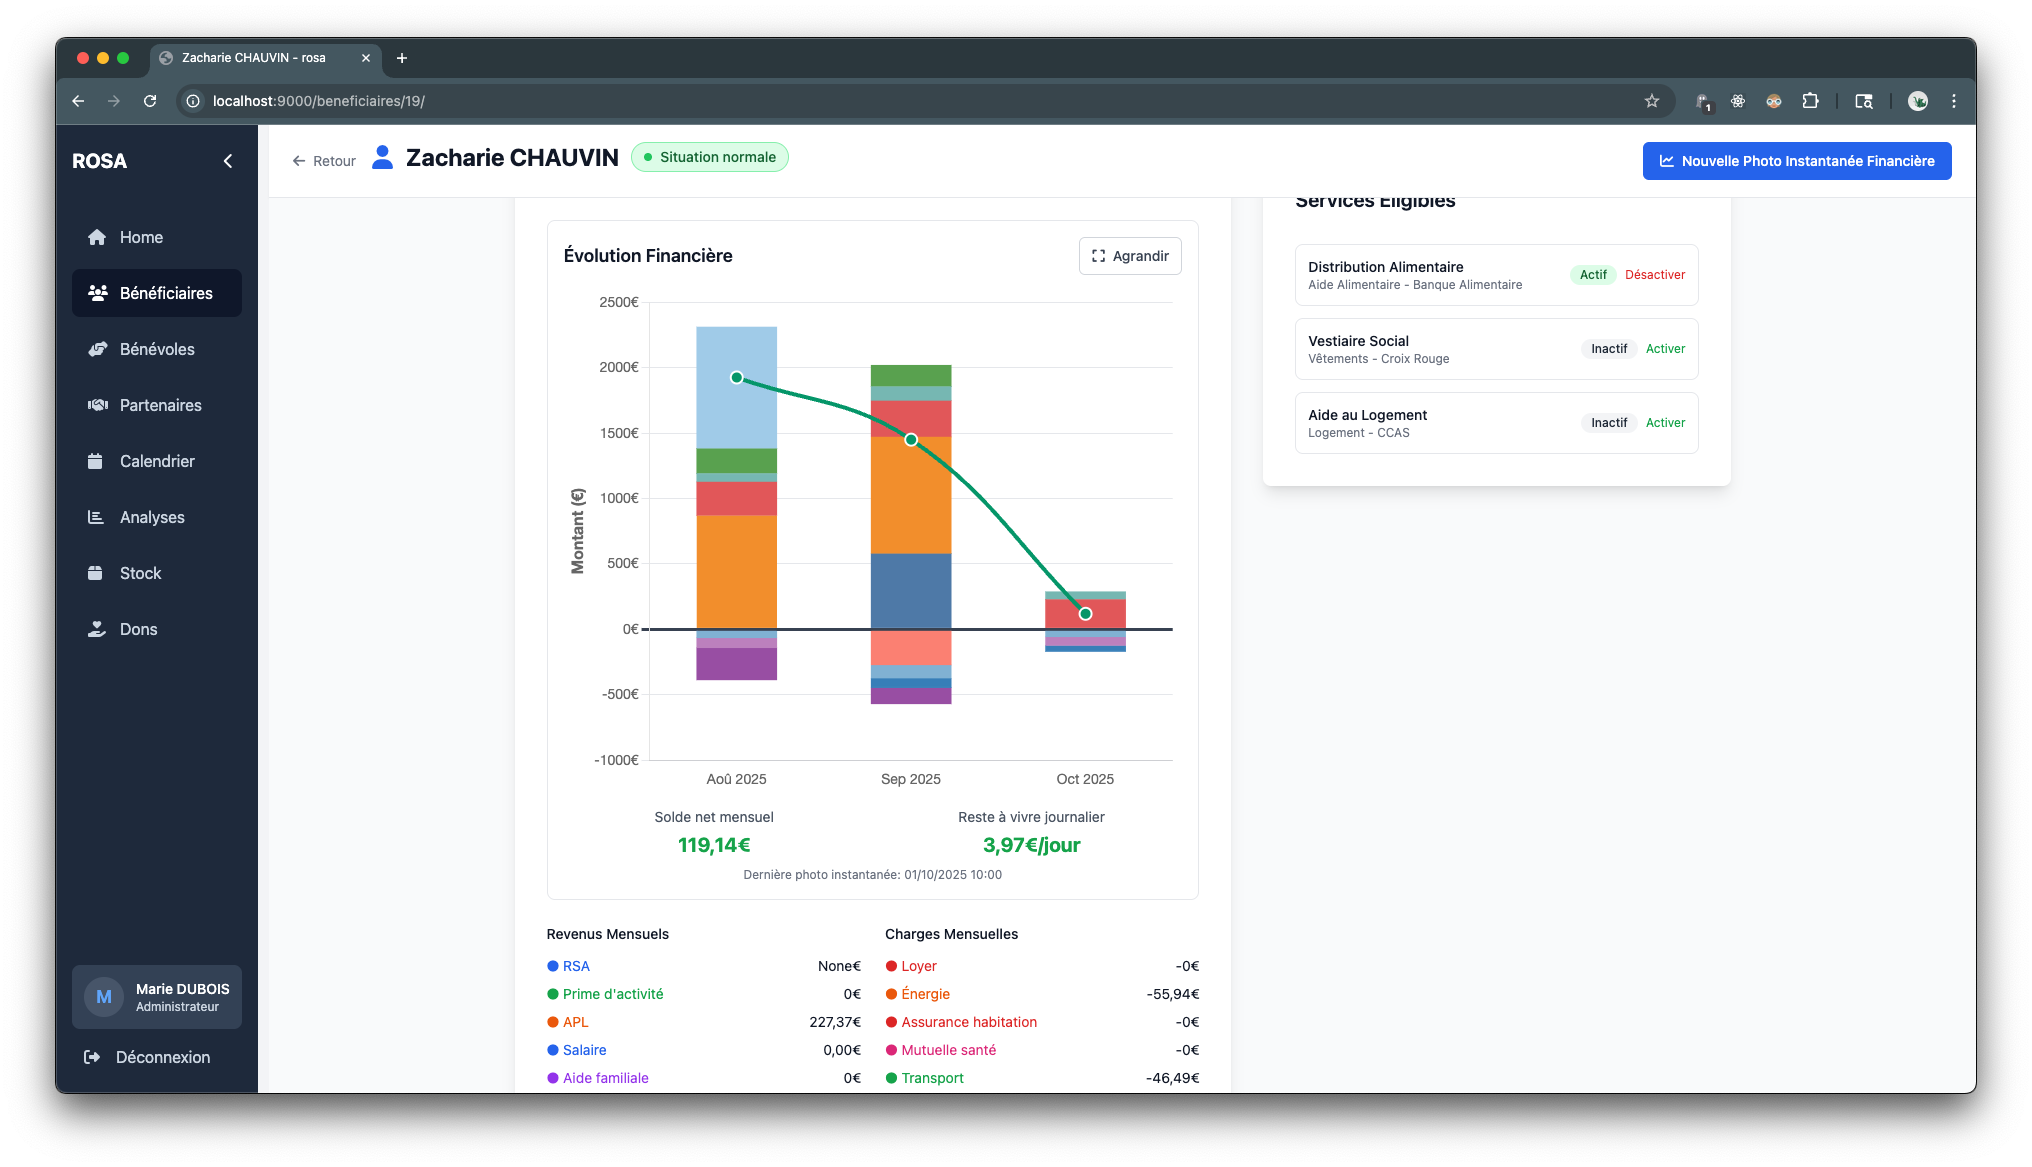 Zacharie CHAUVIN - rosa
localhost:9000/beneficiaires/19/
1
ROSA
Home
Bénéficiaires
Bénévoles
Partenaires
Calendrier
Analyses
Stock
Dons
M
Marie DUBOIS
Administrateur
Déconnexion
Retour
Zacharie CHAUVIN
Situation normale
Nouvelle Photo Instantanée Financière
Évolution Financière
Agrandir
Montant (€)
2500€
2000€
1500€
1000€
500€
0€
-500€
-1000€
Aoû 2025 Sep 2025 Oct 2025
Solde net mensuel
119,14€
Reste à vivre journalier
3,97€/jour
Dernière photo instantanée: 01/10/2025 10:00
Revenus Mensuels
RSA None€
Prime d'activité 0€
APL 227,37€
Salaire 0,00€
Aide familiale 0€
Charges Mensuelles
Loyer -0€
Énergie -55,94€
Assurance habitation -0€
Mutuelle santé -0€
Transport -46,49€
Services Éligibles
Distribution Alimentaire
Aide Alimentaire - Banque Alimentaire
Actif Désactiver
Vestiaire Social
Vêtements - Croix Rouge
Inactif Activer
Aide au Logement
Logement - CCAS
Inactif Activer